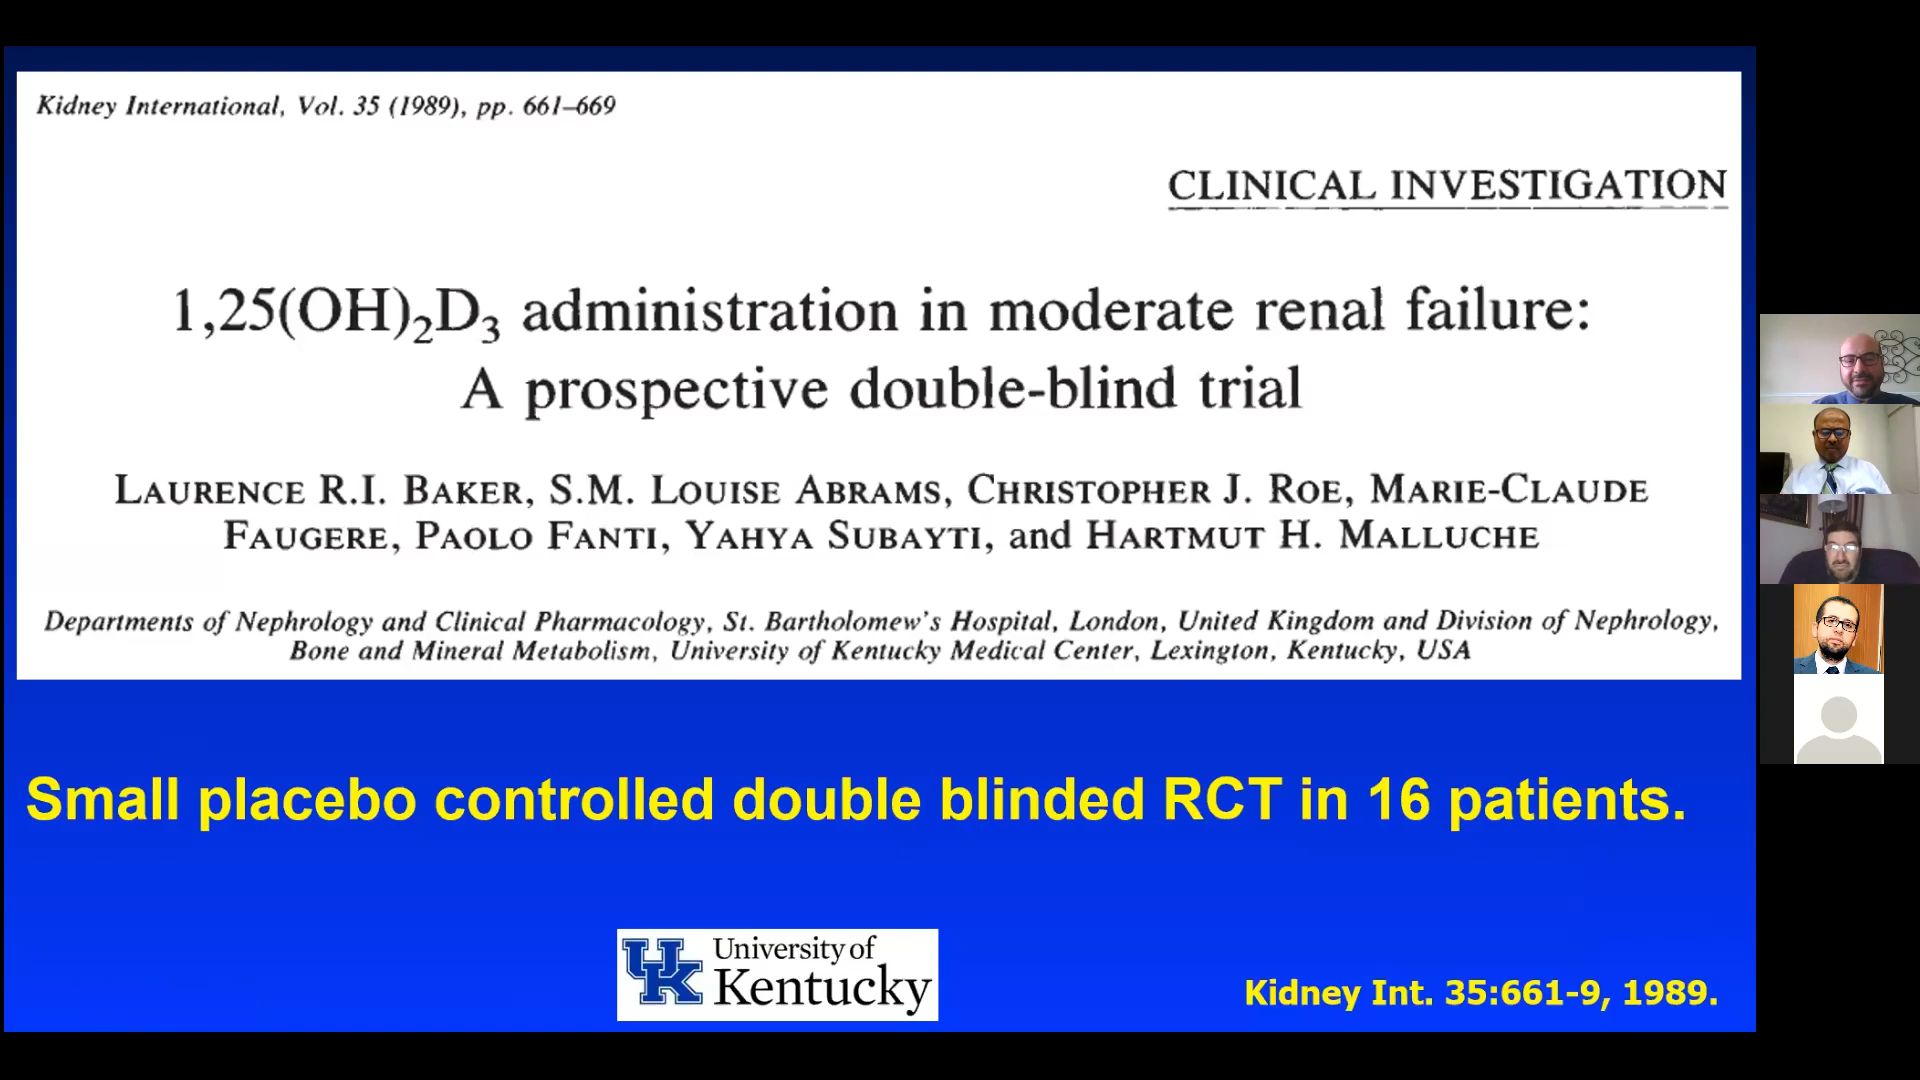 Kidney International, Vol. 35 (1989), pp. 661–669
CLINICAL INVESTIGATION
1,25(OH)₂D₃ administration in moderate renal failure:
A prospective double-blind trial
LAURENCE R.I. BAKER, S.M. LOUISE ABRAMS, CHRISTOPHER J. ROE, MARIE-CLAUDE
FAUGERE, PAOLO FANTI, YAHYA SUBAYTI, and HARTMUT H. MALLUCHE
Departments of Nephrology and Clinical Pharmacology, St. Bartholomew's Hospital, London, United Kingdom and Division of Nephrology,
Bone and Mineral Metabolism, University of Kentucky Medical Center, Lexington, Kentucky, USA
Small placebo controlled double blinded RCT in 16 patients.
UK University of
Kentucky
Kidney Int. 35:661-9, 1989.